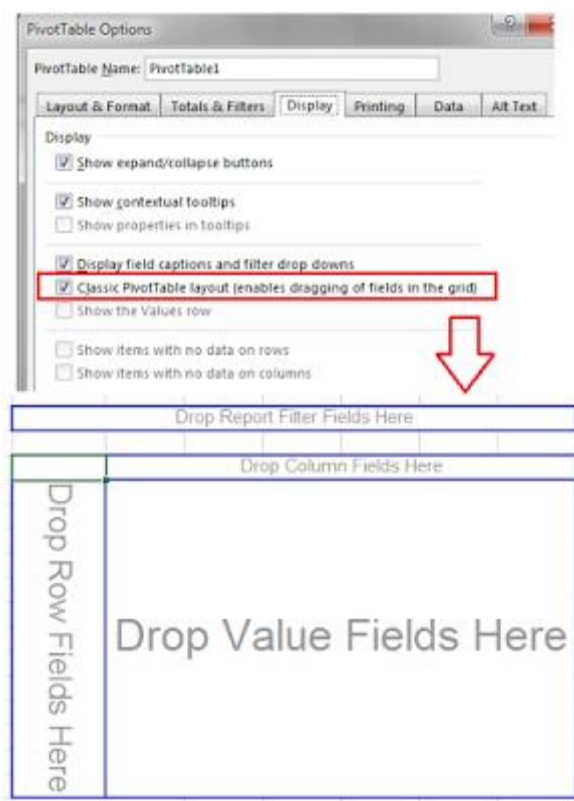 PivotTable Options
PivotTable Name: PivotTable1
Layout & Format Totals & Filters Display Printing Data Alt Text
Display
Show expand/collapse buttons
Show contextual tooltips
Show properties in tooltips
Display field captions and filter drop downs
Classic PivotTable layout (enables dragging of fields in the grid)
Show the Values row
Show items with no data on rows
Show items with no data on columns
Drop Report Filter Fields Here
Drop Column Fields Here
Drop Row Fields Here
Drop Value Fields Here